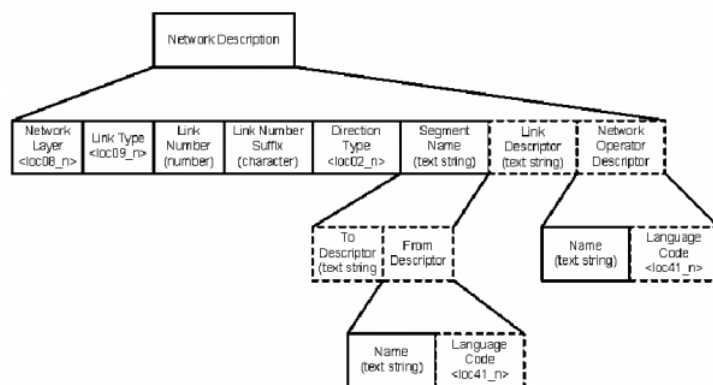 Network Description
Network
Layer
<loc08_n>
Link Type
<loc09_n>
Link
Number
(number)
Link Number
Suffix
(character)
Direction
Type
<loc02_n>
Segment
Name
(text string)
Link
Descriptor
(text string)
Network
Operator
Descriptor
To
Descriptor
(text string
From
Descriptor
Name
(text string)
Language
Code
<loc41_n>
Name
(text string)
Language
Code
<loc41_n>